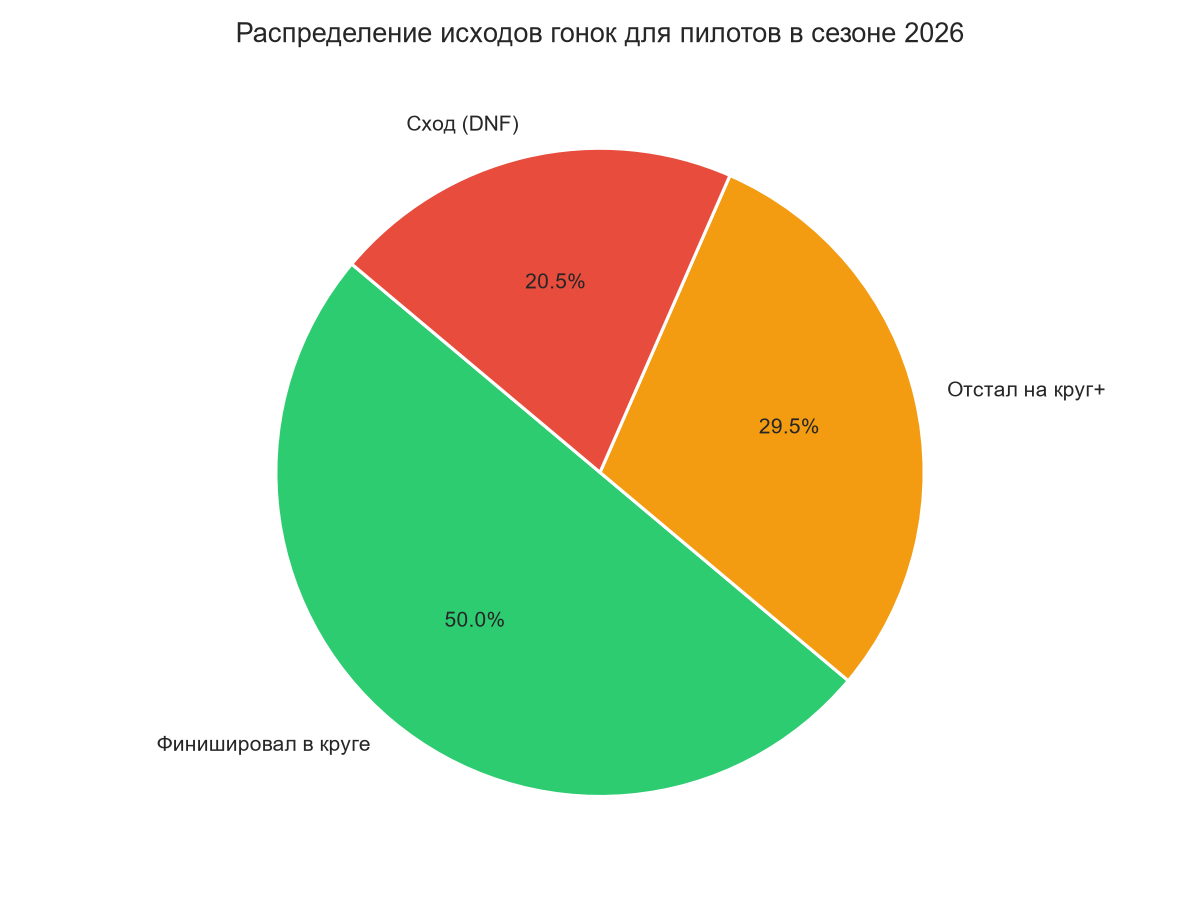 Распределение исходов гонок для пилотов в сезоне 2026
Сход (DNF)
20.5%
Отстал на круг+
29.5%
50.0%
Финишировал в круге